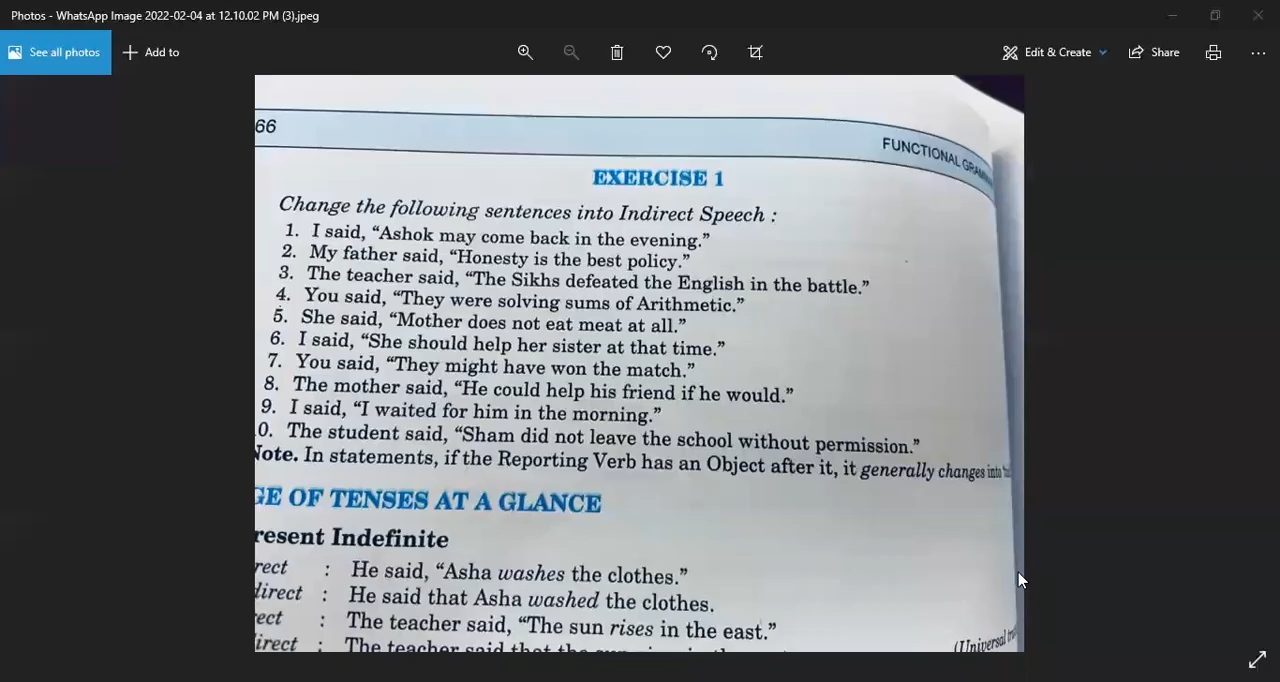 Photos - WhatsApp Image 2022-02-04 at 12.10.02 PM (3).jpeg
See all photos
Add to
Edit & Create
Share
66
FUNCTIONAL
EXERCISE 1
Change the following sentences into Indirect Speech :
1. I said, “Ashok may come back in the evening.”
2. My father said, “Honesty is the best policy.”
3. The teacher said, “The Sikhs defeated the English in the battle.”
4. You said, “They were solving sums of Arithmetic.”
5. She said, “Mother does not eat meat at all.”
6. I said, “She should help her sister at that time.”
7. You said, “They might have won the match.”
8. The mother said, “He could help his friend if he would.”
9. I said, “I waited for him in the morning.”
0. The student said, “Sham did not leave the school without permission.”
Note. In statements, if the Reporting Verb has an Object after it, it generally changes into
GE OF TENSES AT A GLANCE
resent Indefinite
rect : He said, “Asha washes the clothes.”
direct : He said that Asha washed the clothes.
ect : The teacher said, “The sun rises in the east.”
(Universal
irect : The teacher said that the